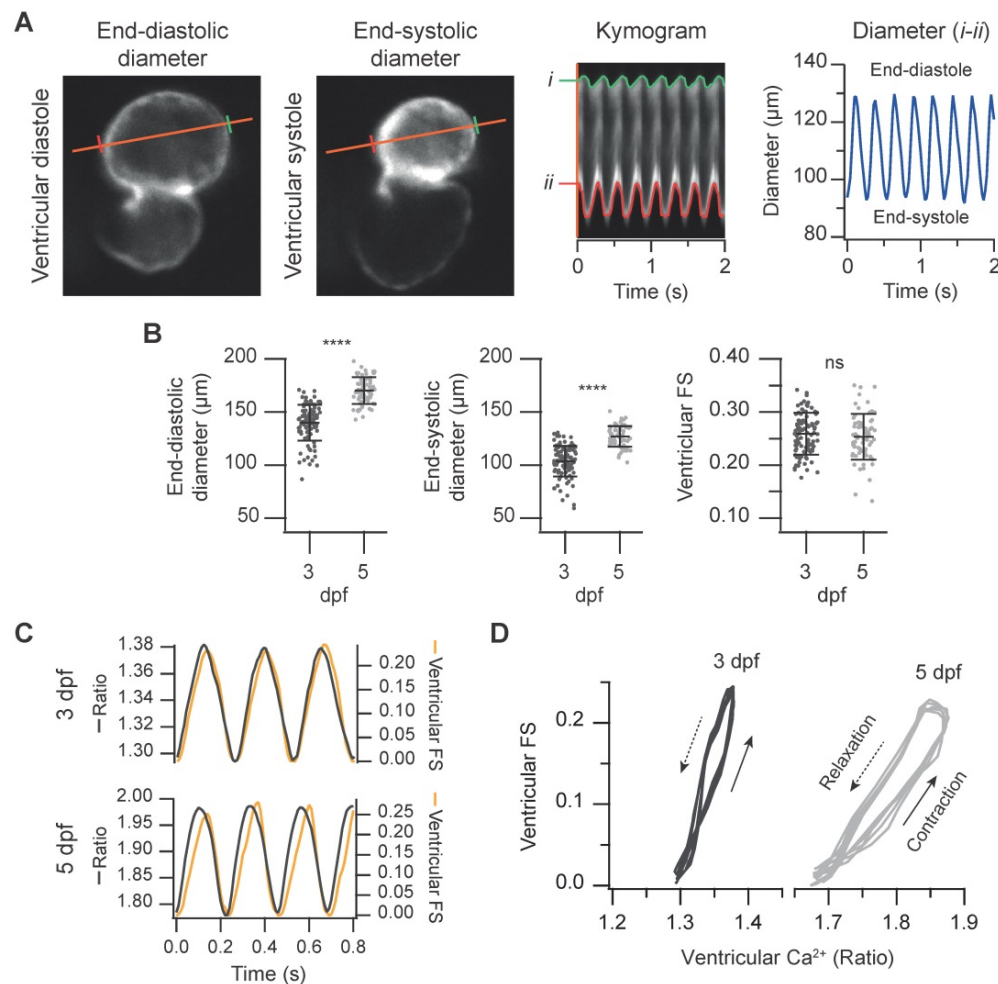 A
End-diastolic
diameter
End-systolic
diameter
Kymogram
Diameter (i-ii)
Ventricular diastole
Ventricular systole
i
ii
0
1
2
Time (s)
Diameter (µm)
140
120
100
80
End-diastole
End-systole
0
1
2
Time (s)
B
End-diastolic
diameter (µm)
200
150
100
50
****
3
5
dpf
End-systolic
diameter (µm)
200
150
100
50
****
3
5
dpf
Ventricluar FS
0.40
0.30
0.20
0.10
ns
3
5
dpf
C
3 dpf
Ratio
1.38
1.36
1.34
1.32
1.30
0.20
0.15
0.10
0.05
0.00
Ventricular FS
5 dpf
Ratio
2.00
1.95
1.90
1.85
1.80
0.25
0.20
0.15
0.10
0.05
0.00
Ventricular FS
0.0 0.2 0.4 0.6 0.8
Time (s)
D
3 dpf
5 dpf
Ventricular FS
0.2
0.1
0.0
Relaxation
Contraction
1.2 1.3 1.4 1.7 1.8 1.9
Ventricular Ca²⁺ (Ratio)